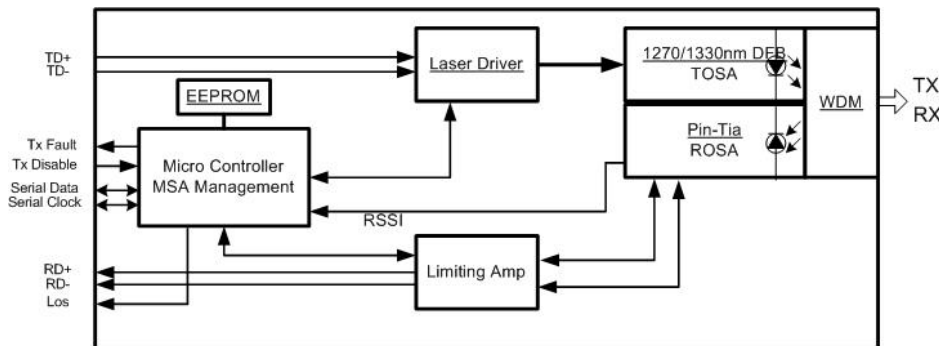 TD+
TD-
Laser Driver
1270/1330nm DFB
TOSA
EEPROM
WDM
TX
RX
Pin-Tia
ROSA
Tx Fault
Tx Disable
Serial Data
Serial Clock
Micro Controller
MSA Management
RSSI
Limiting Amp
RD+
RD-
Los